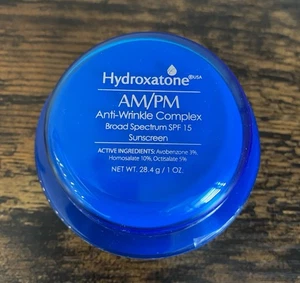 Hydroxatone®USA
AM/PM
Anti-Wrinkle Complex
Broad Spectrum SPF 15
Sunscreen
ACTIVE INGREDIENTS: Avobenzone 3%,
Homosalate 10%, Octisalate 5%
NET WT. 28.4 g / 1 OZ.